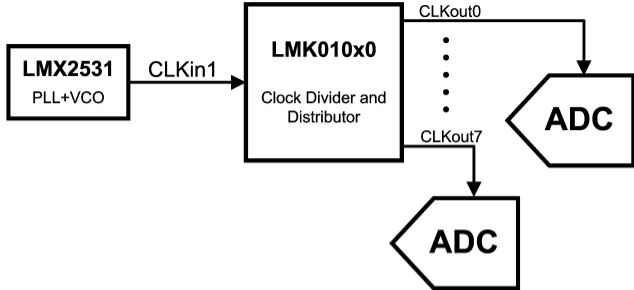 LMX2531
PLL+VCO
CLKin1
LMK010x0
Clock Divider and
Distributor
CLKout0
CLKout7
ADC
ADC